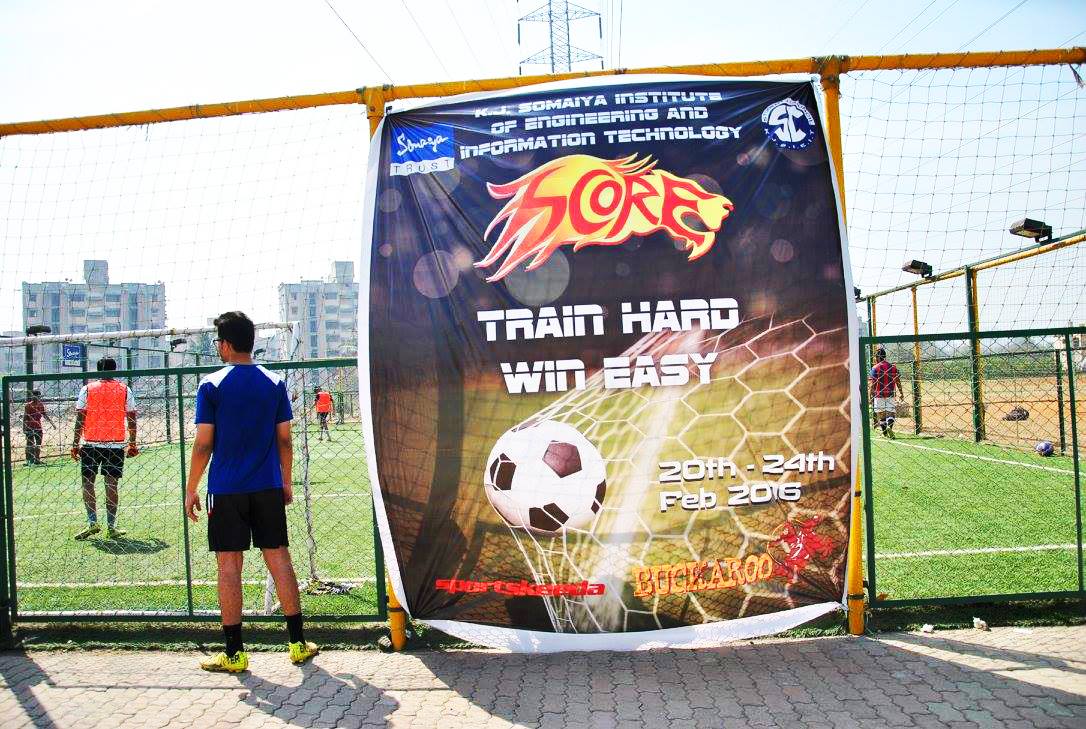 K.J. SOMAIYA INSTITUTE
OF ENGINEERING AND
INFORMATION TECHNOLOGY
Somaiya
TRUST
SC
SCORE
TRAIN HARD
WIN EASY
20th - 24th
Feb 2016
sportskeeda
BUCKAROO